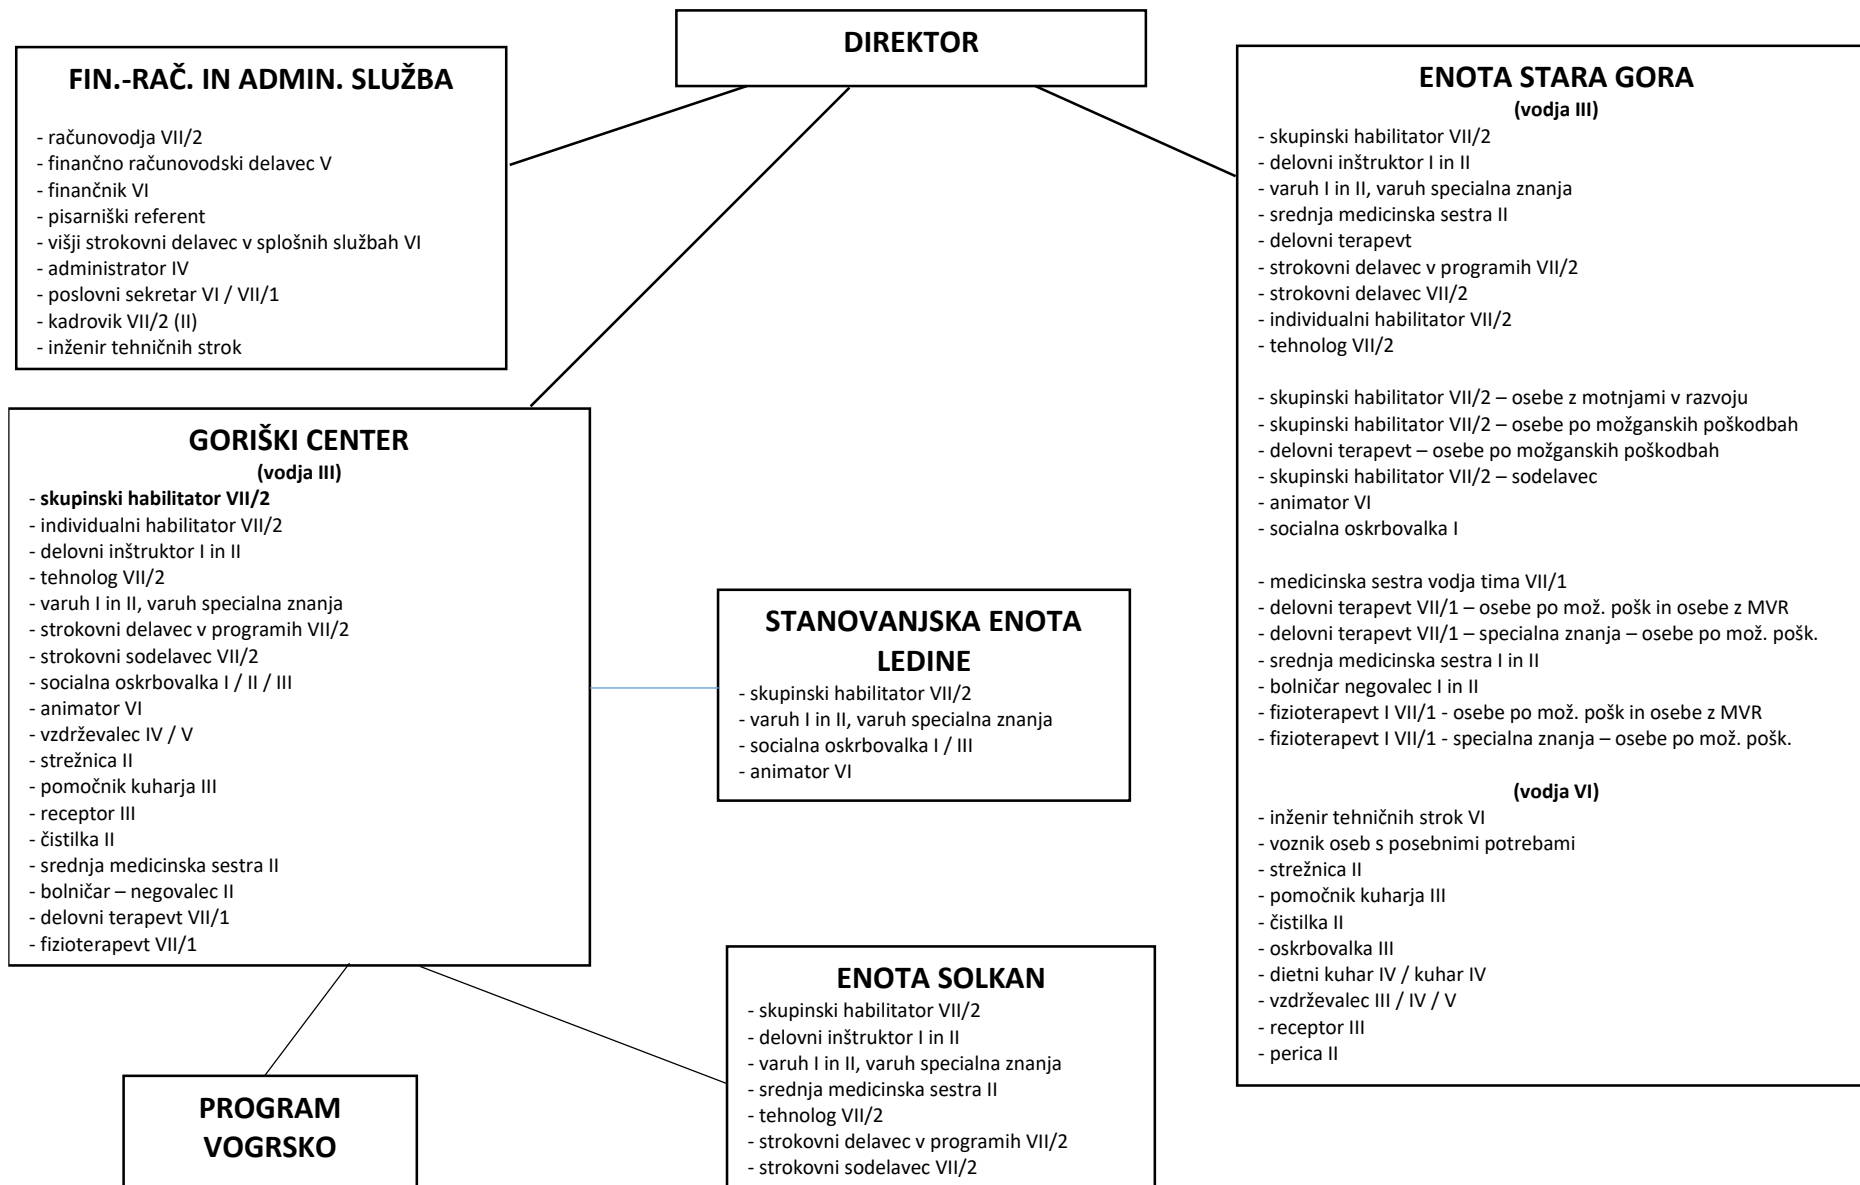 DIREKTOR
FIN.-RAČ. IN ADMIN. SLUŽBA
- računovodja VII/2
- finančno računovodski delavec V
- finančnik VI
- pisarniški referent
- višji strokovni delavec v splošnih službah VI
- administrator IV
- poslovni sekretar VI / VII/1
- kadrovik VII/2 (II)
- inženir tehničnih strok
ENOTA STARA GORA
(vodja III)
- skupinski habilitator VII/2
- delovni inštruktor I in II
- varuh I in II, varuh specialna znanja
- srednja medicinska sestra II
- delovni terapevt
- strokovni delavec v programih VII/2
- strokovni delavec VII/2
- individualni habilitator VII/2
- tehnolog VII/2
- skupinski habilitator VII/2 – osebe z motnjami v razvoju
- skupinski habilitator VII/2 – osebe po možganskih poškodbah
- delovni terapevt – osebe po možganskih poškodbah
- skupinski habilitator VII/2 – sodelavec
- animator VI
- socialna oskrbovalka I
- medicinska sestra vodja tima VII/1
- delovni terapevt VII/1 – osebe po mož. pošk in osebe z MVR
- delovni terapevt VII/1 – specialna znanja – osebe po mož. pošk.
- srednja medicinska sestra I in II
- bolničar negovalec I in II
- fizioterapevt I VII/1 - osebe po mož. pošk in osebe z MVR
- fizioterapevt I VII/1 - specialna znanja – osebe po mož. pošk.
(vodja VI)
- inženir tehničnih strok VI
- voznik oseb s posebnimi potrebami
- strežnica II
- pomočnik kuharja III
- čistilka II
- oskrbovalka III
- dietni kuhar IV / kuhar IV
- vzdrževalec III / IV / V
- receptor III
- perica II
GORIŠKI CENTER
(vodja III)
- skupinski habilitator VII/2
- individualni habilitator VII/2
- delovni inštruktor I in II
- tehnolog VII/2
- varuh I in II, varuh specialna znanja
- strokovni delavec v programih VII/2
- strokovni sodelavec VII/2
- socialna oskrbovalka I / II / III
- animator VI
- vzdrževalec IV / V
- strežnica II
- pomočnik kuharja III
- receptor III
- čistilka II
- srednja medicinska sestra II
- bolničar – negovalec II
- delovni terapevt VII/1
- fizioterapevt VII/1
STANOVANJSKA ENOTA
LEDINE
- skupinski habilitator VII/2
- varuh I in II, varuh specialna znanja
- socialna oskrbovalka I / III
- animator VI
ENOTA SOLKAN
- skupinski habilitator VII/2
- delovni inštruktor I in II
- varuh I in II, varuh specialna znanja
- srednja medicinska sestra II
- tehnolog VII/2
- strokovni delavec v programih VII/2
- strokovni sodelavec VII/2
PROGRAM
VOGRSKO